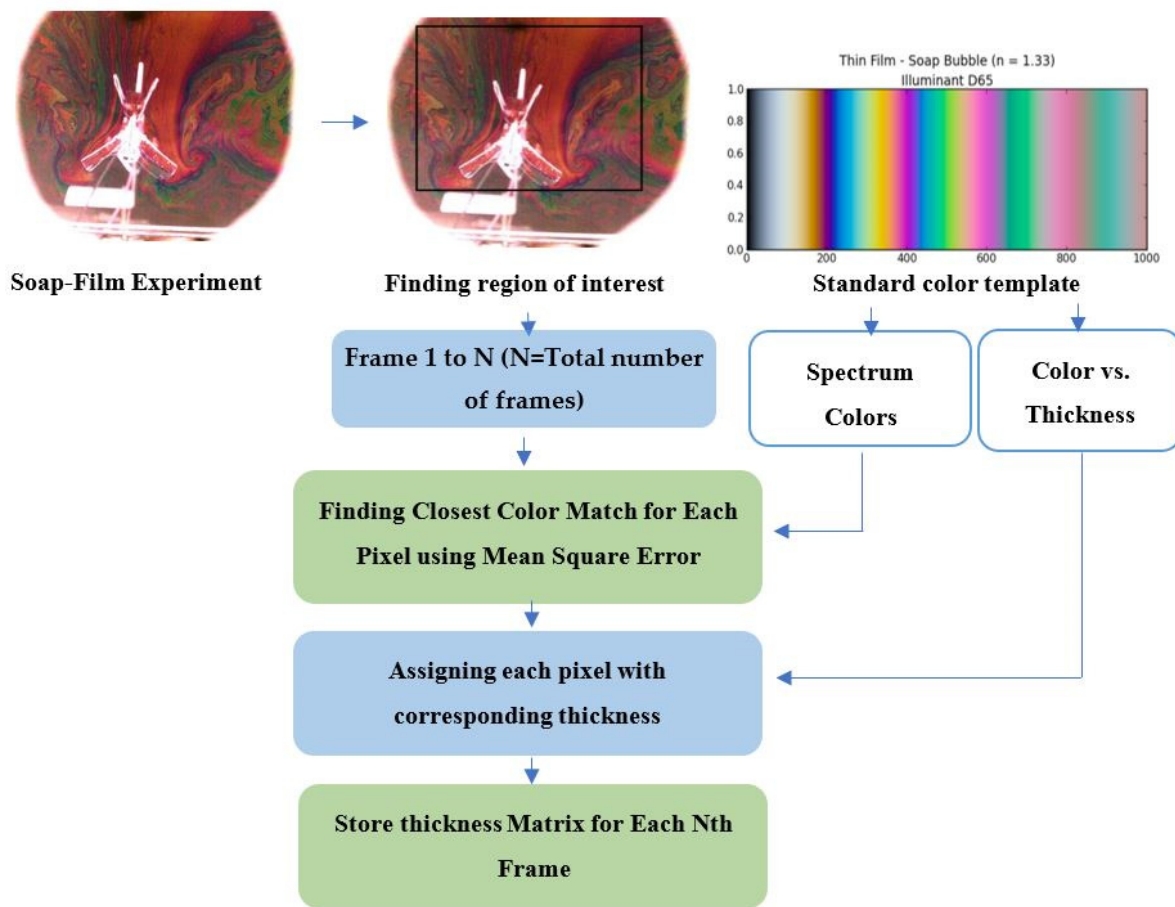 Thin Film - Soap Bubble (n = 1.33)
Illuminant D65
1.0
0.8
0.6
0.4
0.2
0.0
0 200 400 600 800 1000
Soap-Film Experiment
Finding region of interest
Standard color template
Frame 1 to N (N=Total number
of frames)
Spectrum
Colors
Color vs.
Thickness
Finding Closest Color Match for Each
Pixel using Mean Square Error
Assigning each pixel with
corresponding thickness
Store thickness Matrix for Each Nth
Frame